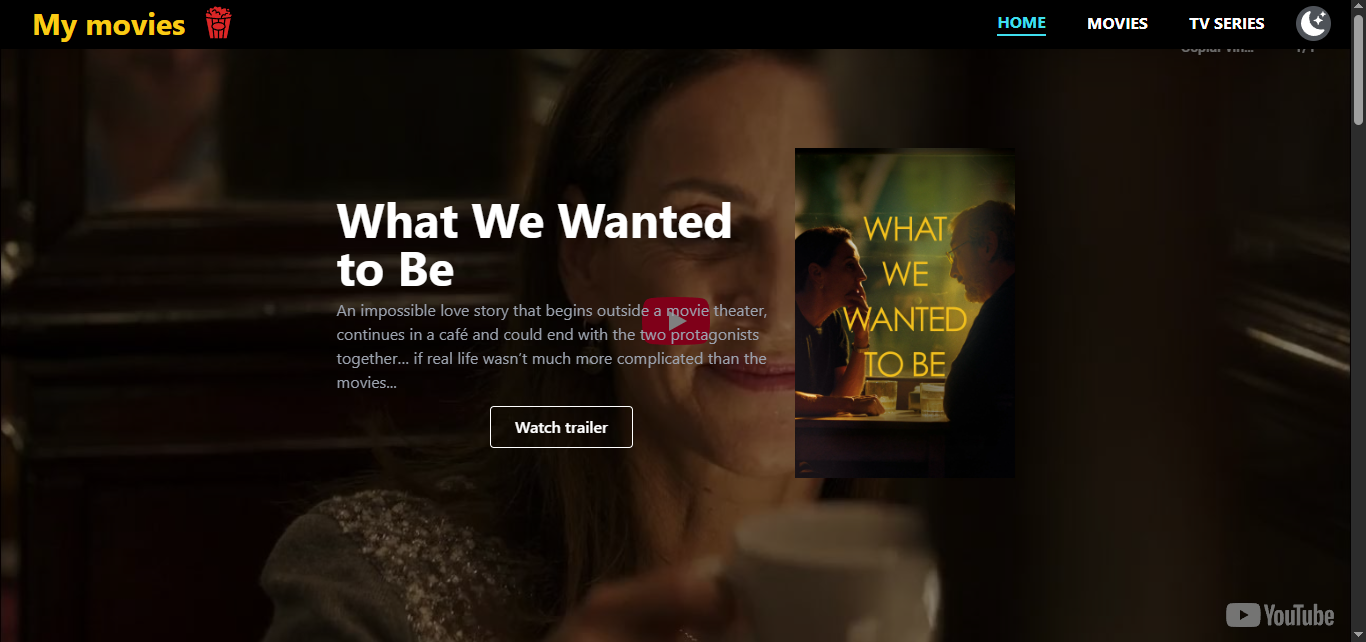 My movies
HOME
MOVIES
TV SERIES
What We Wanted
to Be
An impossible love story that begins outside a movie theater,
continues in a café and could end with the two protagonists
together... if real life wasn’t much more complicated than the
movies...
Watch trailer
WHAT
WE
WANTED
TO BE
YouTube